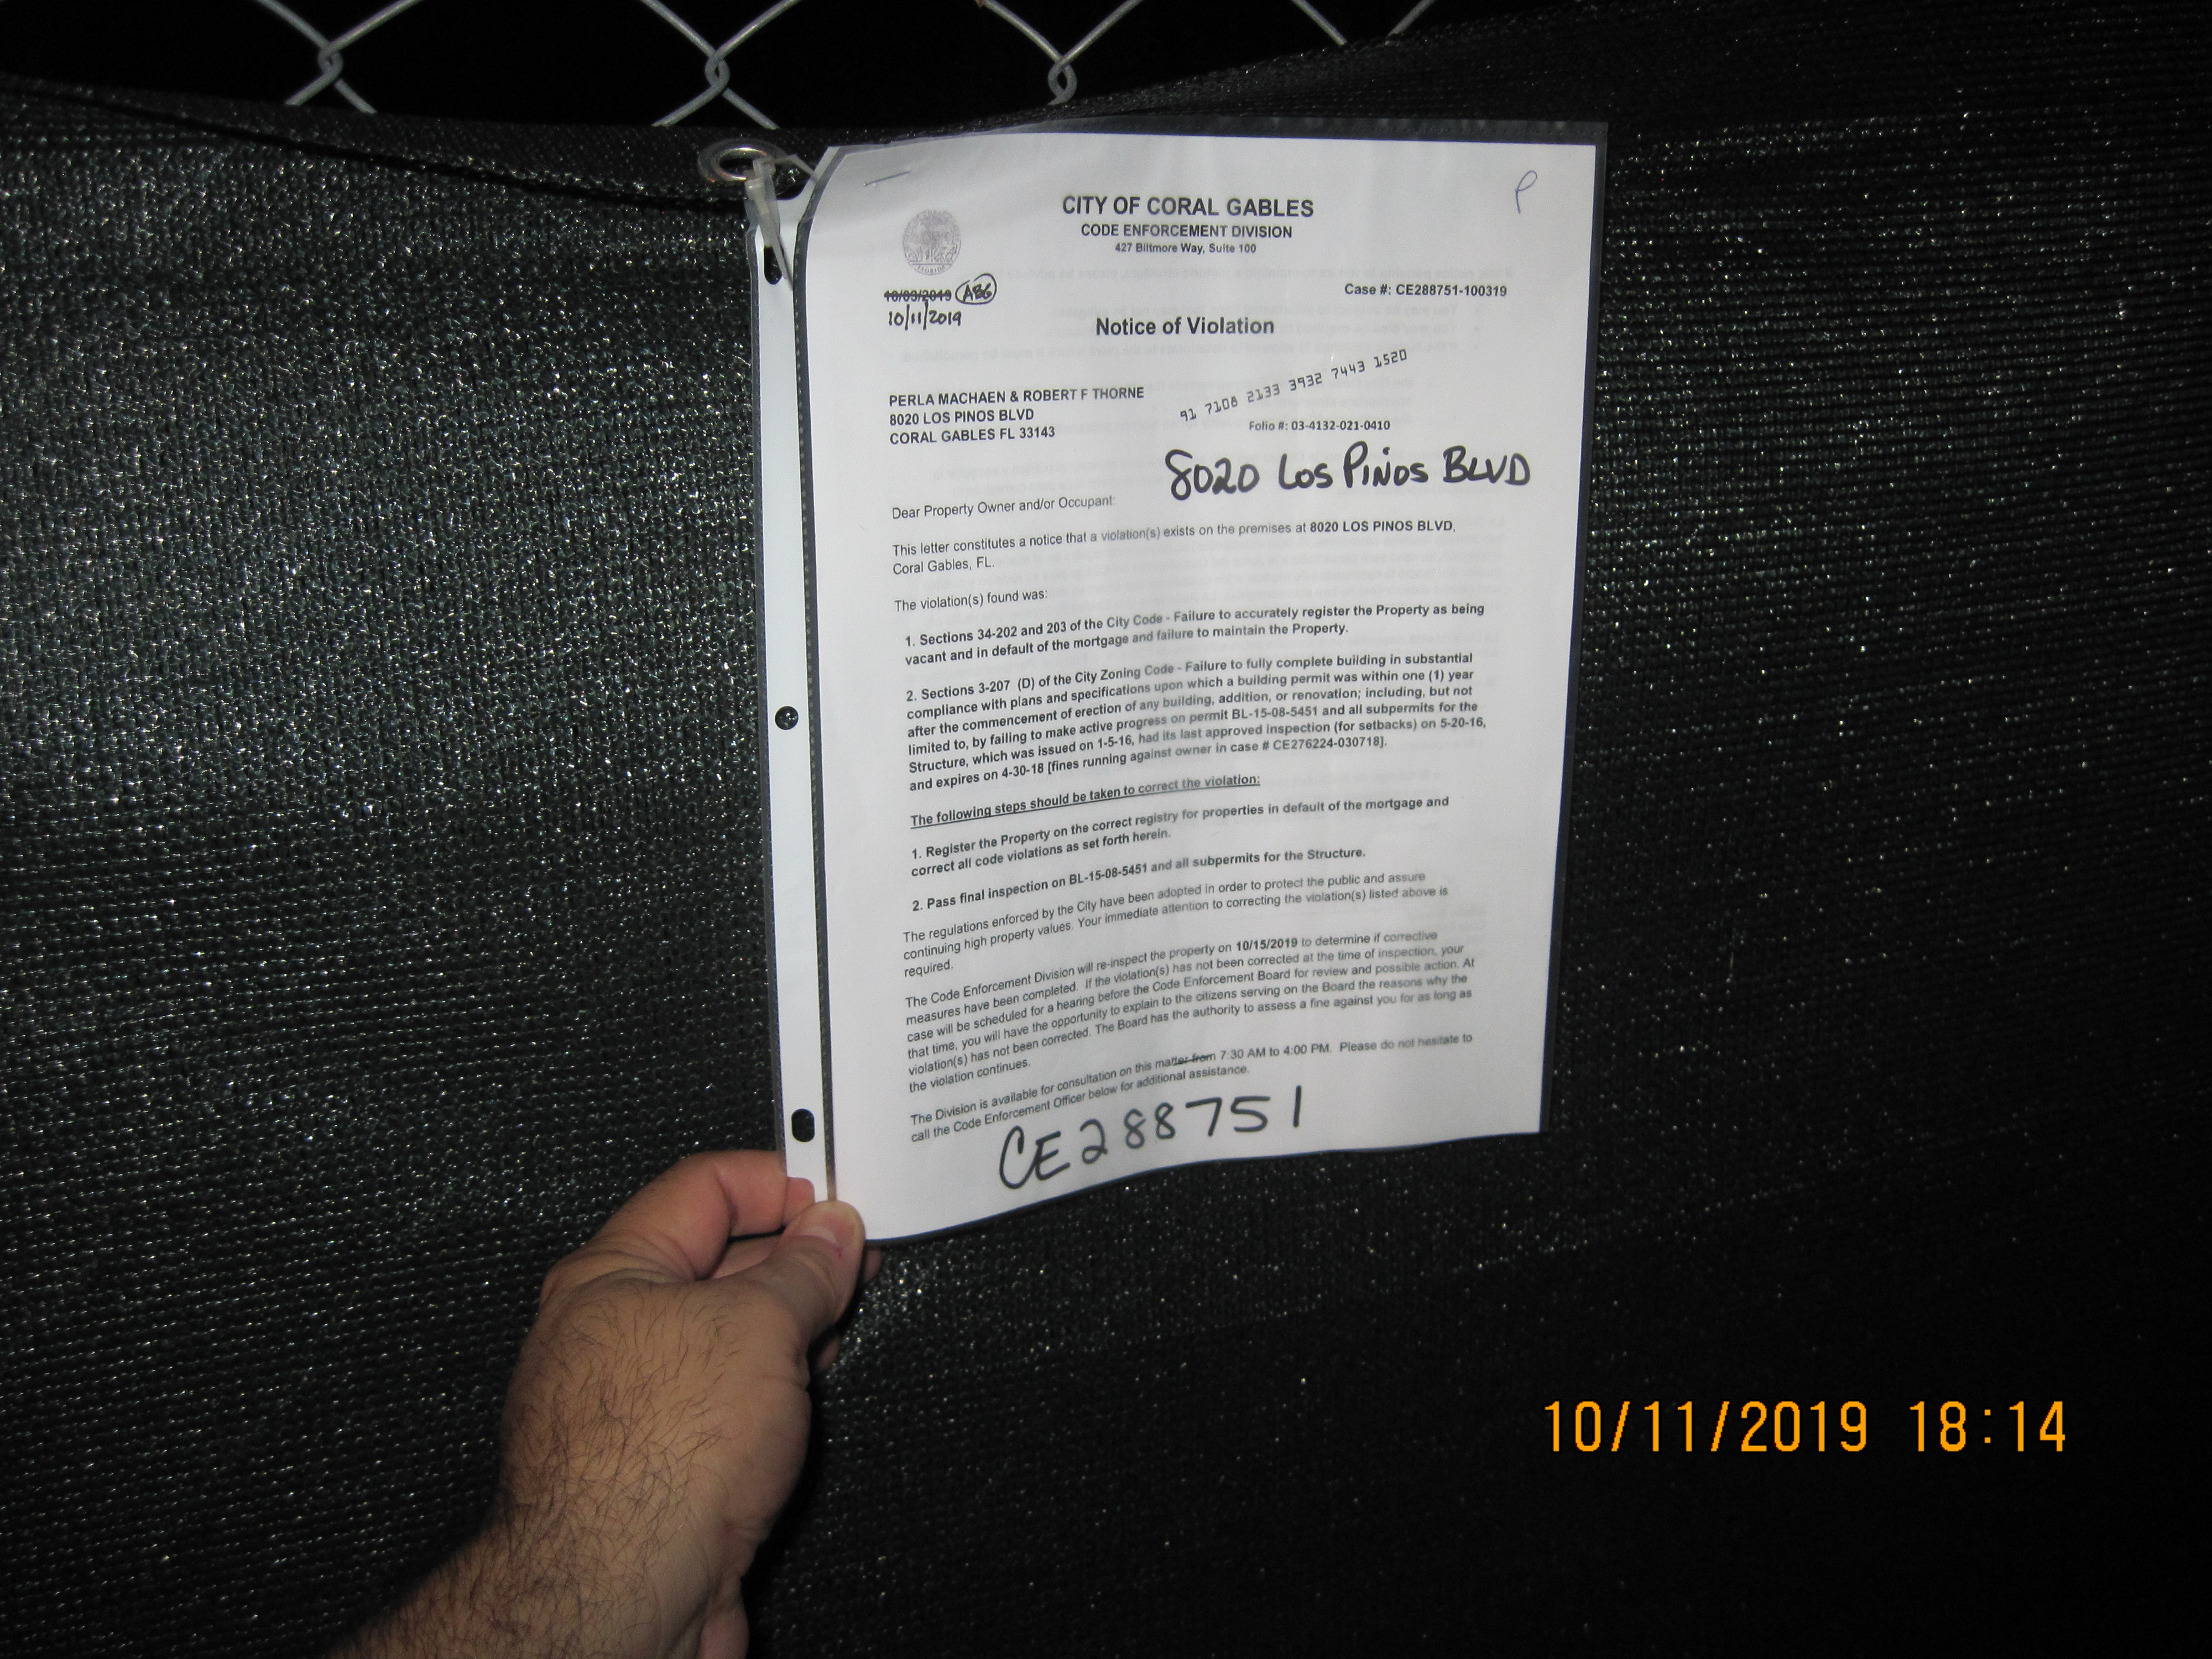 P
CITY OF CORAL GABLES
CODE ENFORCEMENT DIVISION
427 Biltmore Way, Suite 100
10/03/2019 ABG
10/11/2019
Case #: CE288751-100319
Notice of Violation
91 7108 2133 3932 7443 1520
PERLA MACHAEN & ROBERT F THORNE
8020 LOS PINOS BLVD
CORAL GABLES FL 33143
Folio #: 03-4132-021-0410
8020 Los Piños BLVD
Dear Property Owner and/or Occupant:
This letter constitutes a notice that a violation(s) exists on the premises at 8020 LOS PINOS BLVD,
Coral Gables, FL.
The violation(s) found was:
1. Sections 34-202 and 203 of the City Code - Failure to accurately register the Property as being
vacant and in default of the mortgage and failure to maintain the Property.
2. Sections 3-207 (D) of the City Zoning Code - Failure to fully complete building in substantial
compliance with plans and specifications upon which a building permit was within one (1) year
after the commencement of erection of any building, addition, or renovation; including, but not
limited to, by failing to make active progress on permit BL-15-08-5451 and all subpermits for the
Structure, which was issued on 1-5-16, had its last approved inspection (for setbacks) on 5-20-16,
and expires on 4-30-18 [fines running against owner in case # CE276224-030718].
The following steps should be taken to correct the violation:
1. Register the Property on the correct registry for properties in default of the mortgage and
correct all code violations as set forth herein.
2. Pass final inspection on BL-15-08-5451 and all subpermits for the Structure.
The regulations enforced by the City have been adopted in order to protect the public and assure
continuing high property values. Your immediate attention to correcting the violation(s) listed above is
required.
The Code Enforcement Division will re-inspect the property on 10/15/2019 to determine if corrective
measures have been completed. If the violation(s) has not been corrected at the time of inspection, your
case will be scheduled for a hearing before the Code Enforcement Board for review and possible action. At
that time, you will have the opportunity to explain to the citizens serving on the Board the reasons why the
violation(s) has not been corrected. The Board has the authority to assess a fine against you for as long as
the violation continues.
The Division is available for consultation on this matter from 7:30 AM to 4:00 PM. Please do not hesitate to
call the Code Enforcement Officer below for additional assistance.
CE288751
10/11/2019 18:14